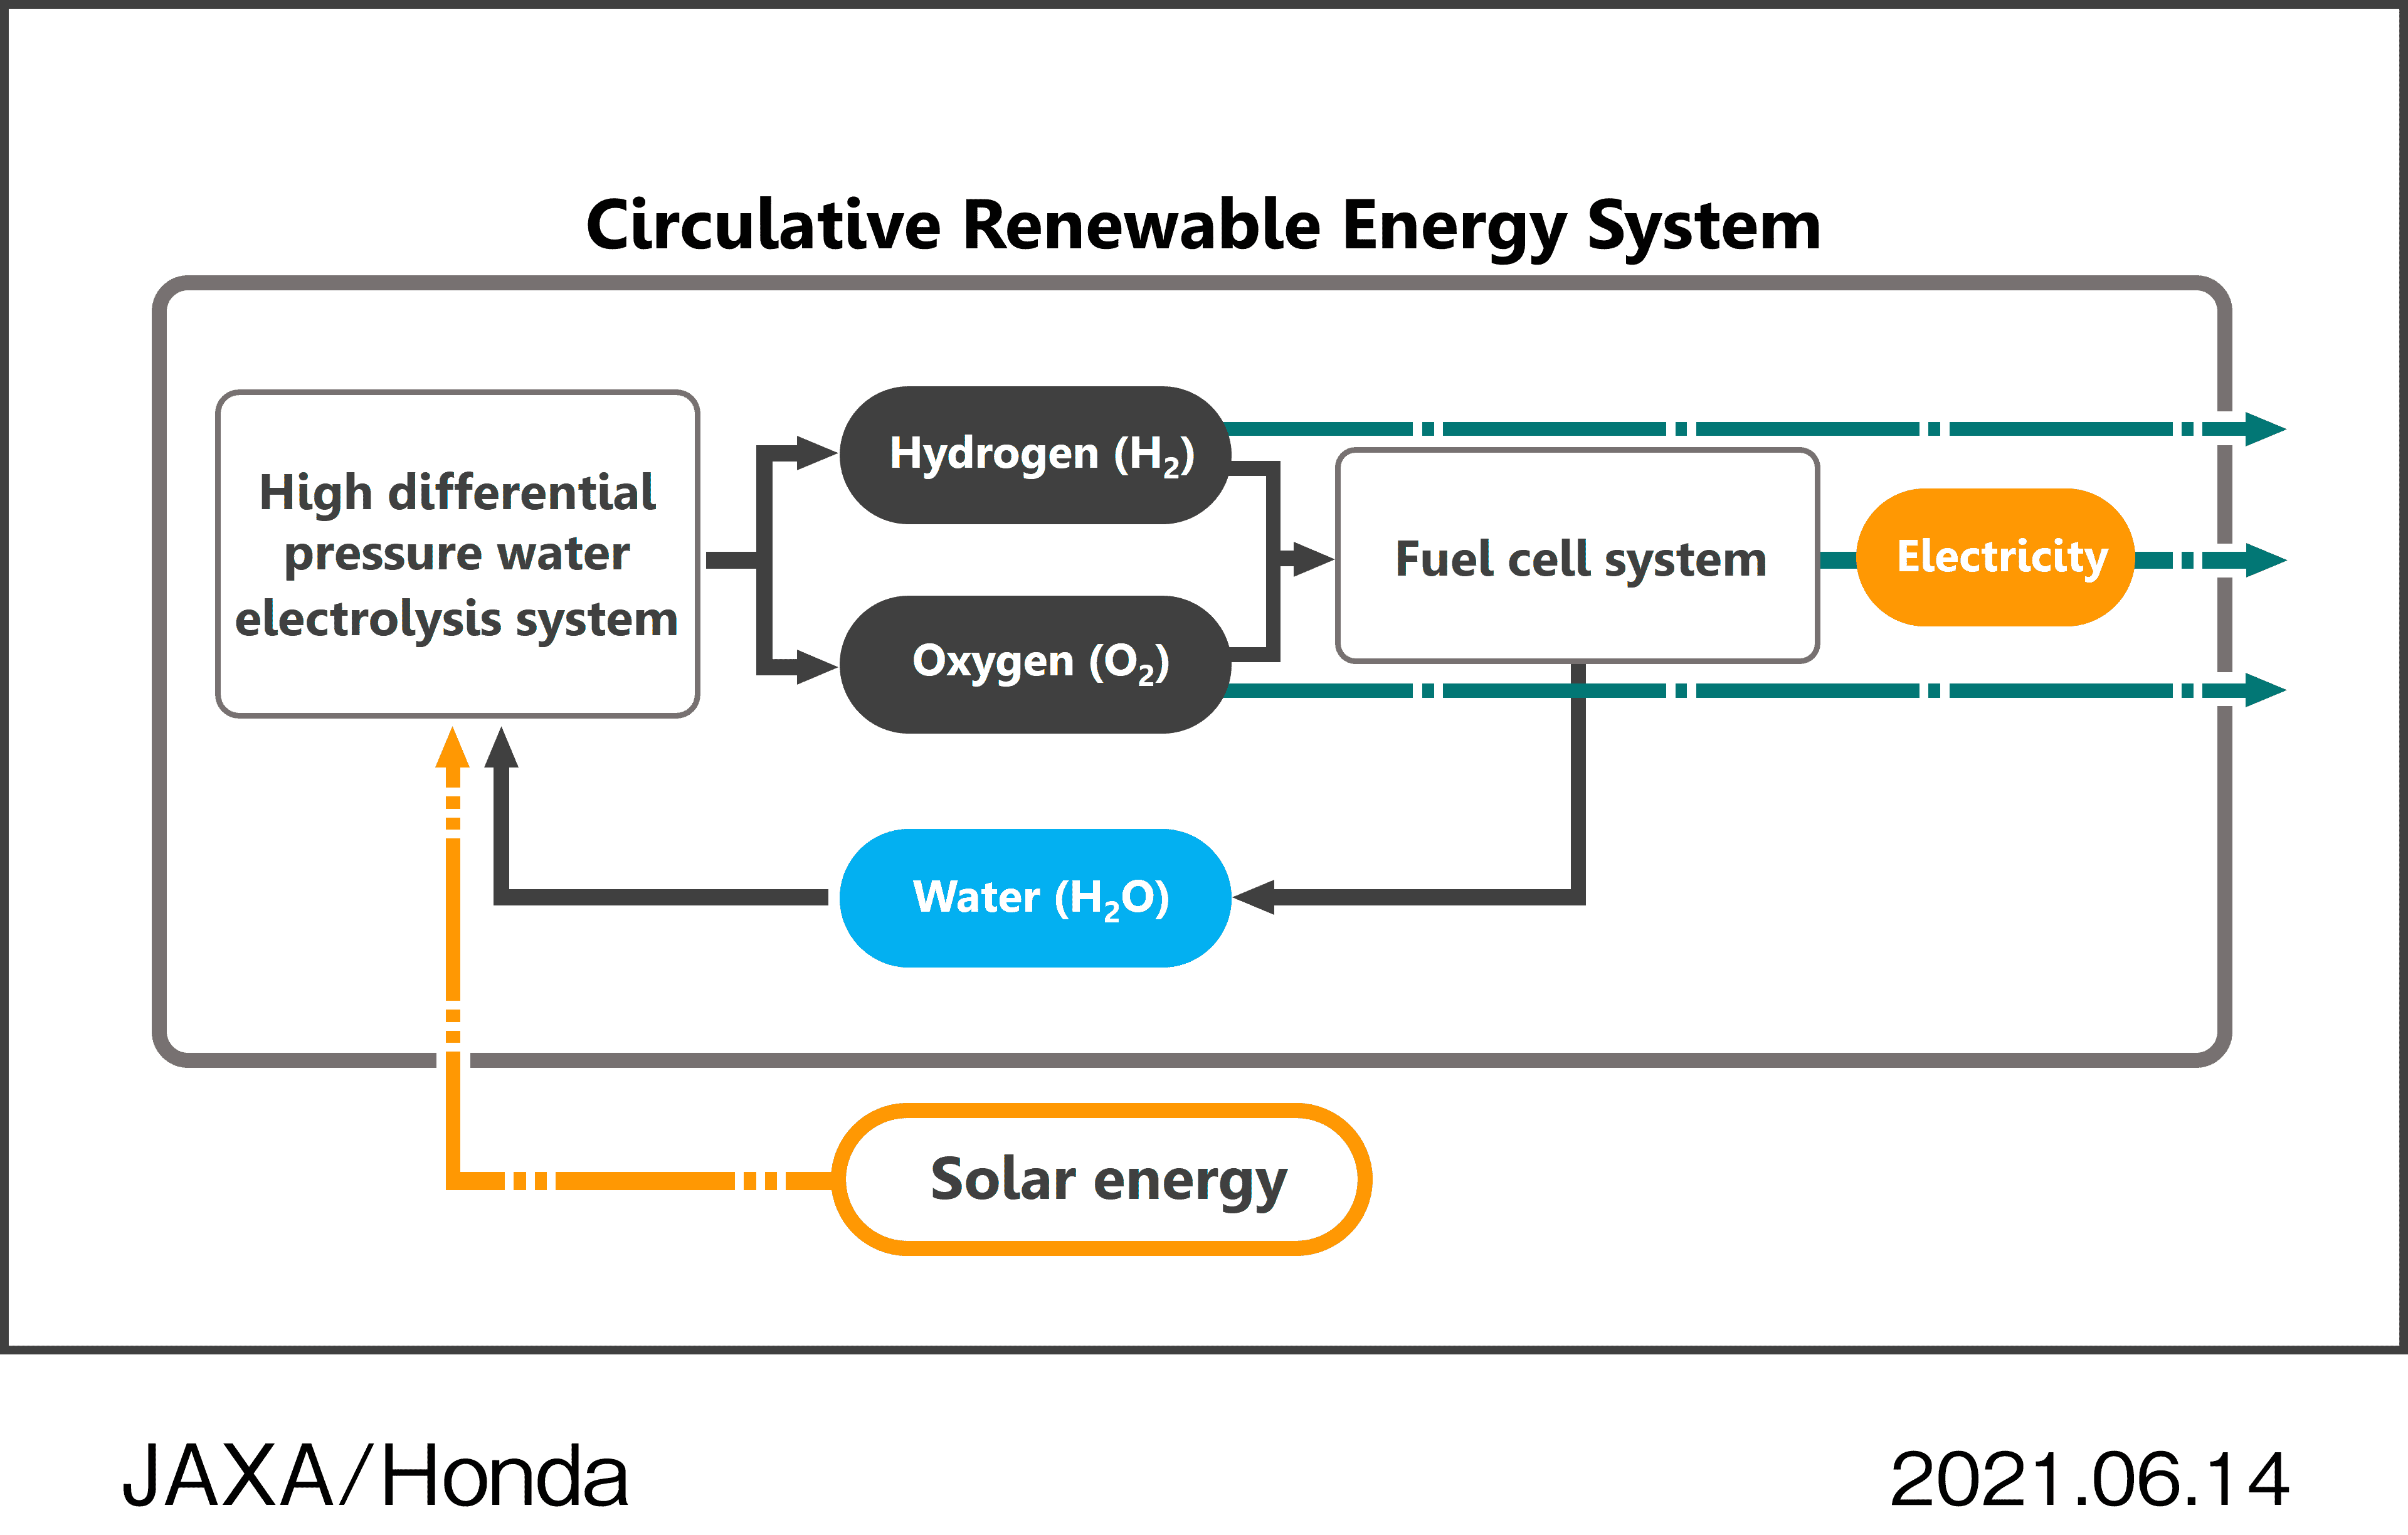 Circulative Renewable Energy System
High differential
pressure water
electrolysis system
Hydrogen (H₂)
Oxygen (O₂)
Fuel cell system
Electricity
Water (H₂O)
Solar energy
JAXA/Honda
2021.06.14